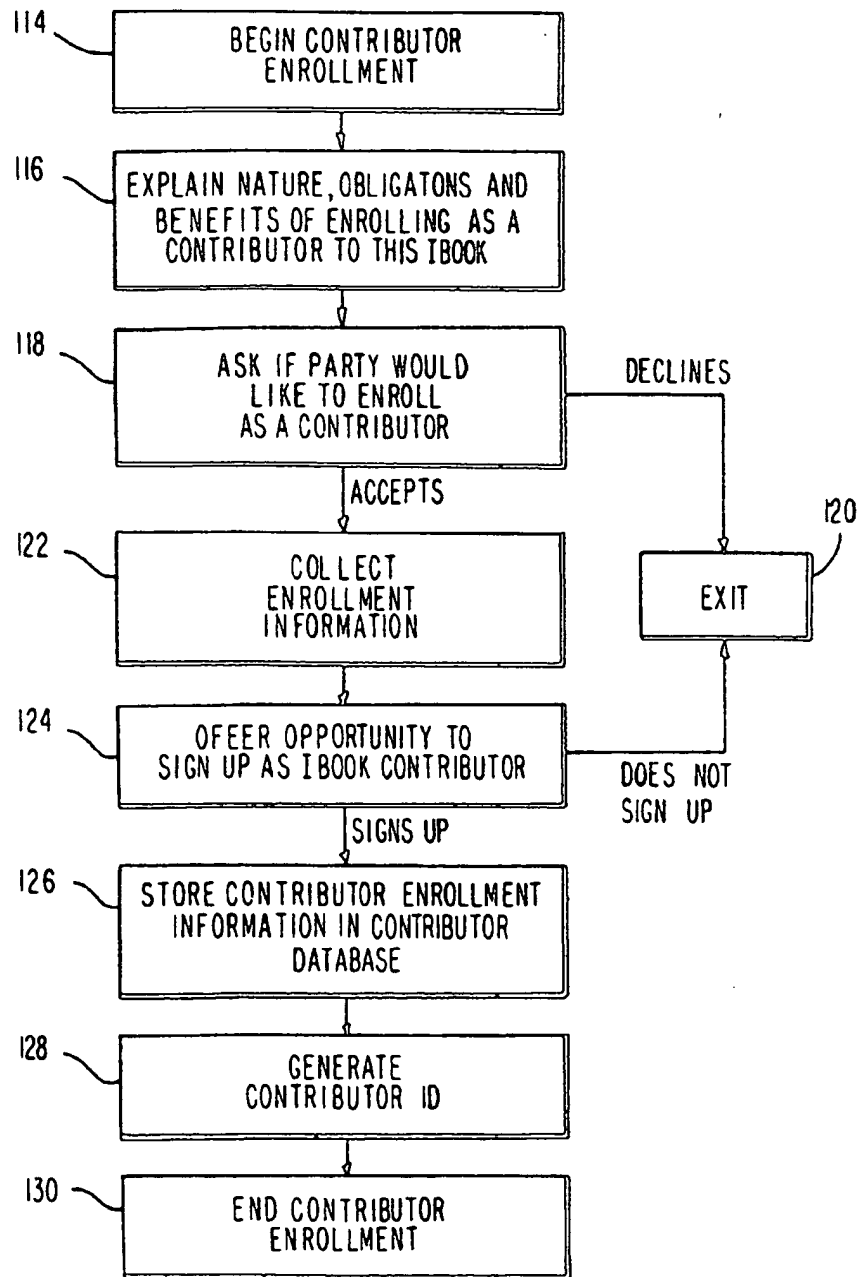 114
BEGIN CONTRIBUTOR
ENROLLMENT
116
EXPLAIN NATURE, OBLIGATONS AND
BENEFITS OF ENROLLING AS A
CONTRIBUTOR TO THIS IBOOK
118
ASK IF PARTY WOULD
LIKE TO ENROLL
AS A CONTRIBUTOR
DECLINES
ACCEPTS
120
EXIT
122
COLLECT
ENROLLMENT
INFORMATION
124
OFEER OPPORTUNITY TO
SIGN UP AS IBOOK CONTRIBUTOR
DOES NOT
SIGN UP
SIGNS UP
126
STORE CONTRIBUTOR ENROLLMENT
INFORMATION IN CONTRIBUTOR
DATABASE
128
GENERATE
CONTRIBUTOR ID
130
END CONTRIBUTOR
ENROLLMENT